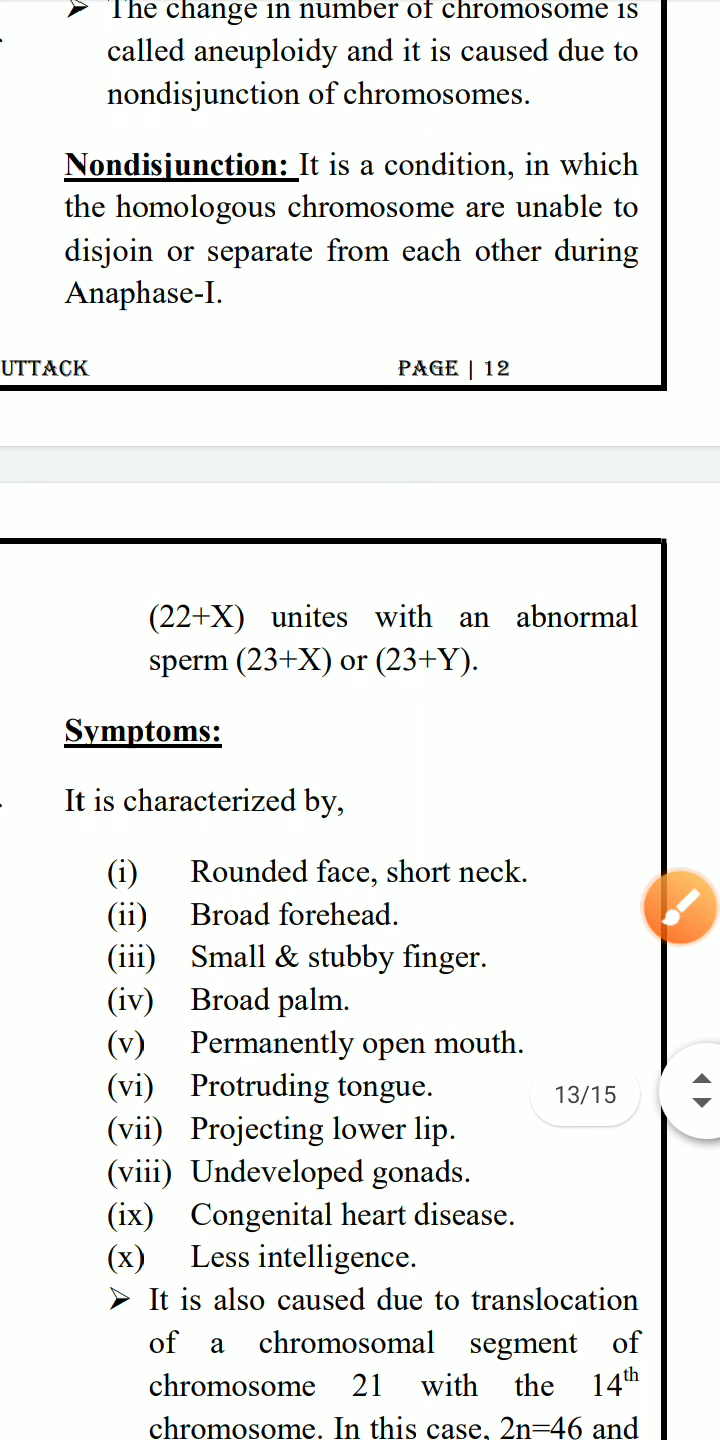 ➤ The change in number of chromosome is
called aneuploidy and it is caused due to
nondisjunction of chromosomes.
Nondisjunction: It is a condition, in which
the homologous chromosome are unable to
disjoin or separate from each other during
Anaphase-I.
UTTACK PAGE | 12
(22+X) unites with an abnormal
sperm (23+X) or (23+Y).
Symptoms:
It is characterized by,
(i) Rounded face, short neck.
(ii) Broad forehead.
(iii) Small & stubby finger.
(iv) Broad palm.
(v) Permanently open mouth.
(vi) Protruding tongue.
13/15
(vii) Projecting lower lip.
(viii) Undeveloped gonads.
(ix) Congenital heart disease.
(x) Less intelligence.
➤ It is also caused due to translocation
of a chromosomal segment of
chromosome 21 with the 14th
chromosome. In this case, 2n=46 and